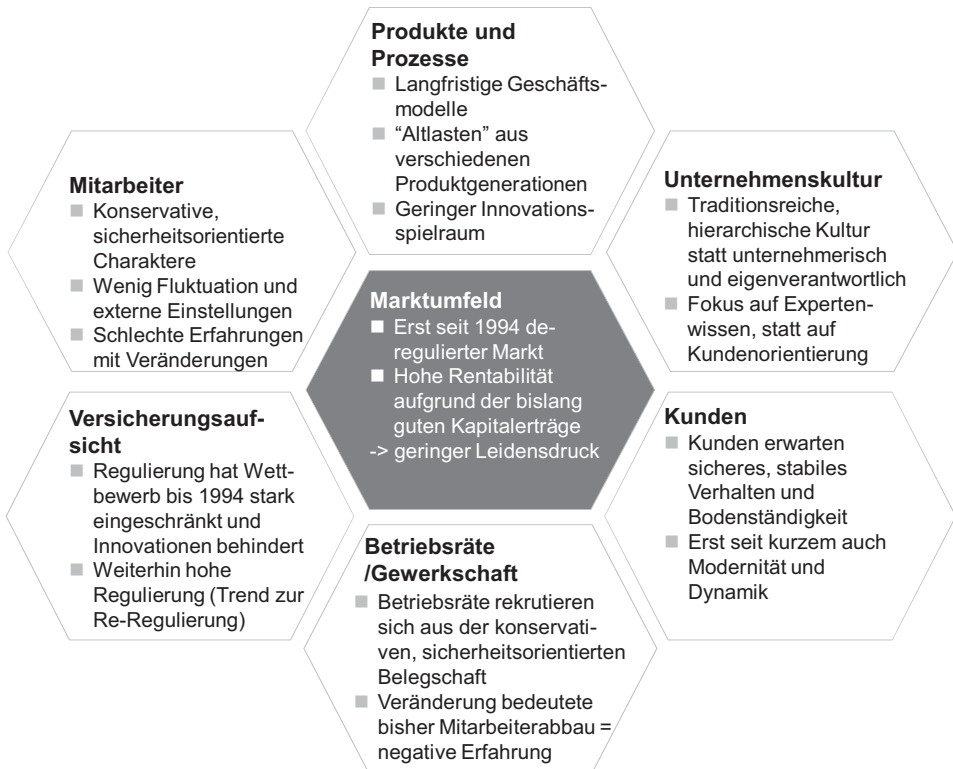 Produkte und
Prozesse
■ Langfristige Geschäfts-
modelle
■ “Altlasten” aus
verschiedenen
Produktgenerationen
■ Geringer Innovations-
spielraum
Mitarbeiter
■ Konservative,
sicherheitsorientierte
Charaktere
■ Wenig Fluktuation und
externe Einstellungen
■ Schlechte Erfahrungen
mit Veränderungen
Unternehmenskultur
■ Traditionsreiche,
hierarchische Kultur
statt unternehmerisch
und eigenverantwortlich
■ Fokus auf Experten-
wissen, statt auf
Kundenorientierung
Marktumfeld
■ Erst seit 1994 de-
regulierter Markt
■ Hohe Rentabilität
aufgrund der bislang
guten Kapitalerträge
-> geringer Leidensdruck
Versicherungsauf-
sicht
■ Regulierung hat Wett-
bewerb bis 1994 stark
eingeschränkt und
Innovationen behindert
■ Weiterhin hohe
Regulierung (Trend zur
Re-Regulierung)
Kunden
■ Kunden erwarten
sicheres, stabiles
Verhalten und
Bodenständigkeit
■ Erst seit kurzem auch
Modernität und
Dynamik
Betriebsräte
/Gewerkschaft
■ Betriebsräte rekrutieren
sich aus der konservati-
ven, sicherheitsorientierten
Belegschaft
■ Veränderung bedeutete
bisher Mitarbeiterabbau =
negative Erfahrung